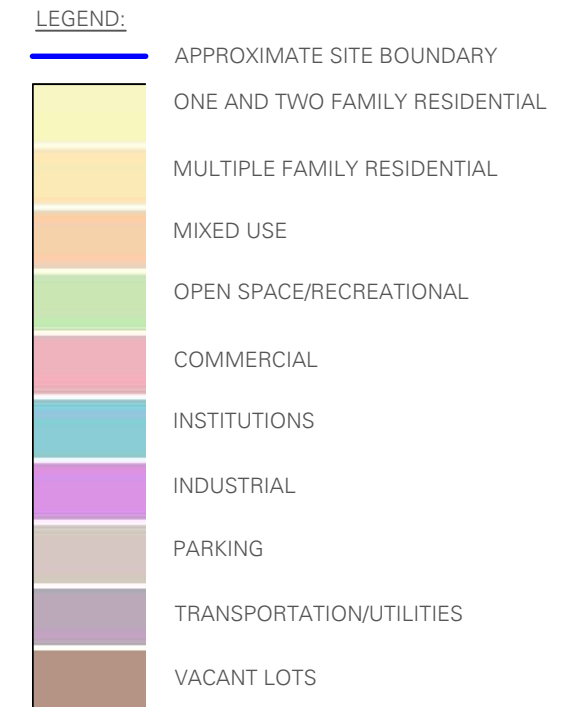 LEGEND:
APPROXIMATE SITE BOUNDARY
ONE AND TWO FAMILY RESIDENTIAL
MULTIPLE FAMILY RESIDENTIAL
MIXED USE
OPEN SPACE/RECREATIONAL
COMMERCIAL
INSTITUTIONS
INDUSTRIAL
PARKING
TRANSPORTATION/UTILITIES
VACANT LOTS